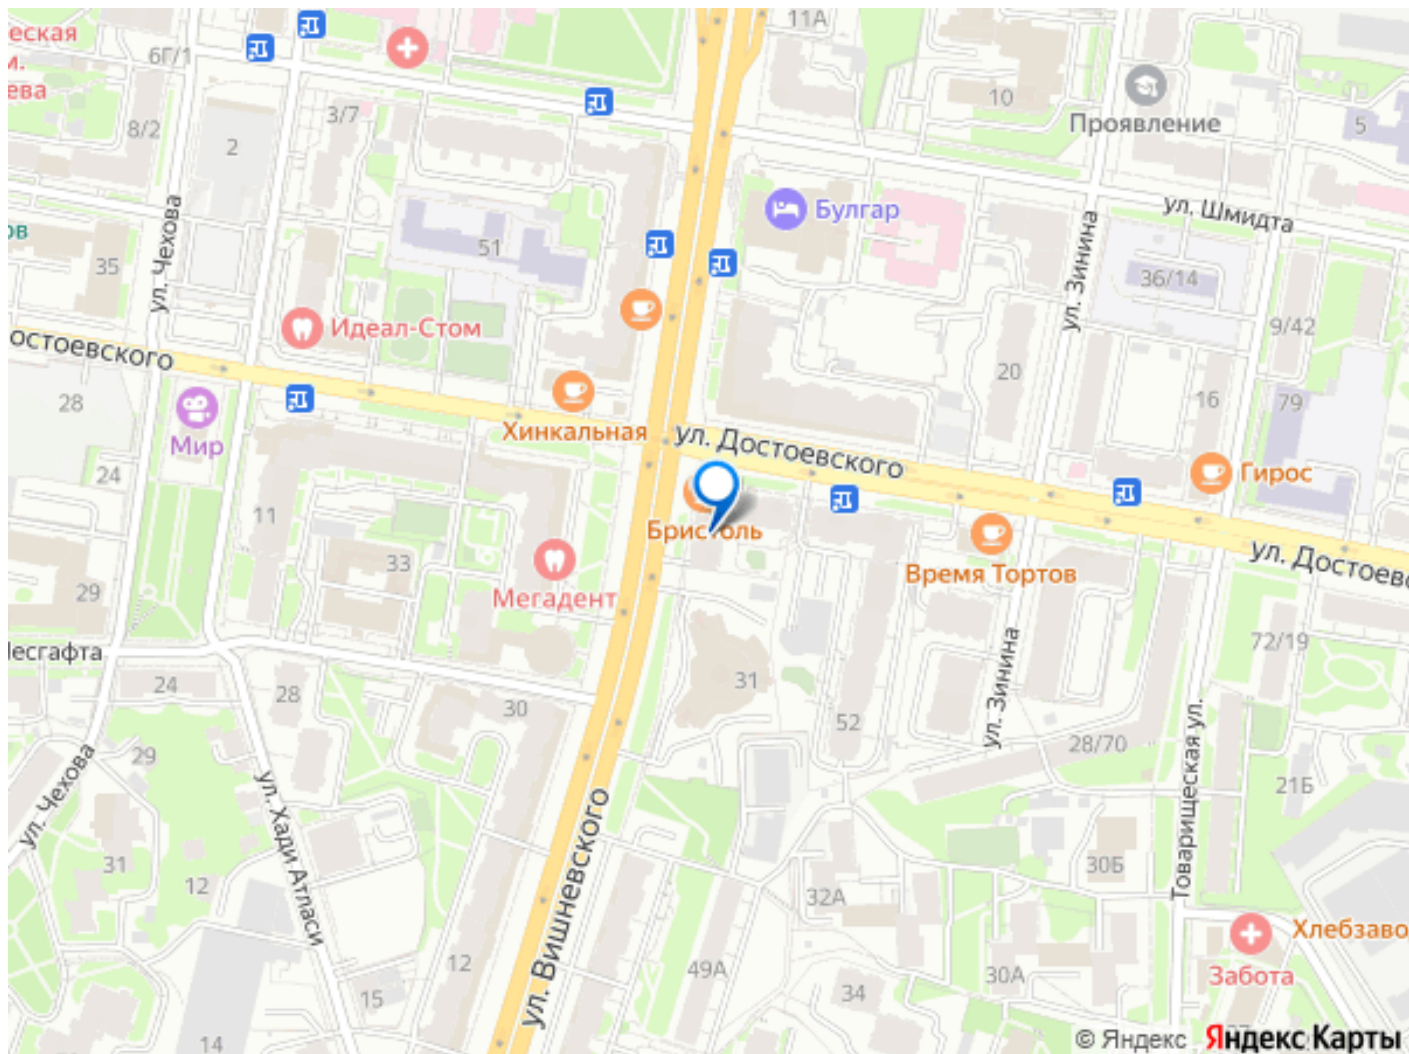 еская
м.
ева
6Г/1
11А
10
Проявление
5
3/7
8/2
2
ул. Чехова
Булгар
ул. Шмидта
ов
51
35
ул. Зинина
36/14
Идеал-Стом
9/42
остоевского
20
28
16
79
Мир
Хинкальная
ул. Достоевского
Гирос
24
11
Бристоль
ул. Достоевс
33
Время Тортов
29
Мегадент
Песгафта
72/19
24
28
31
30
ул. Зинина
52
28/70
29
Товарищеская ул.
21Б
ул. Чехова
ул. Хади Атласи
ул. Вишневского
31
12
30Б
32А
Хлебзаво
12
49А
30А
Забота
15
34
14
© Яндекс Яндекс Карты